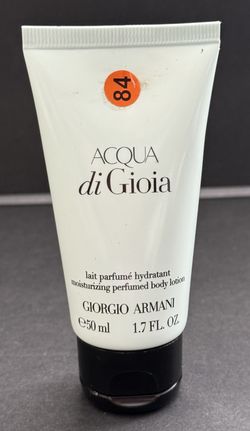 84
ACQUA
di Gioia
lait parfumé hydratant
moisturizing perfumed body lotion
GIORGIO ARMANI
℮50 ml 1.7 FL. OZ.